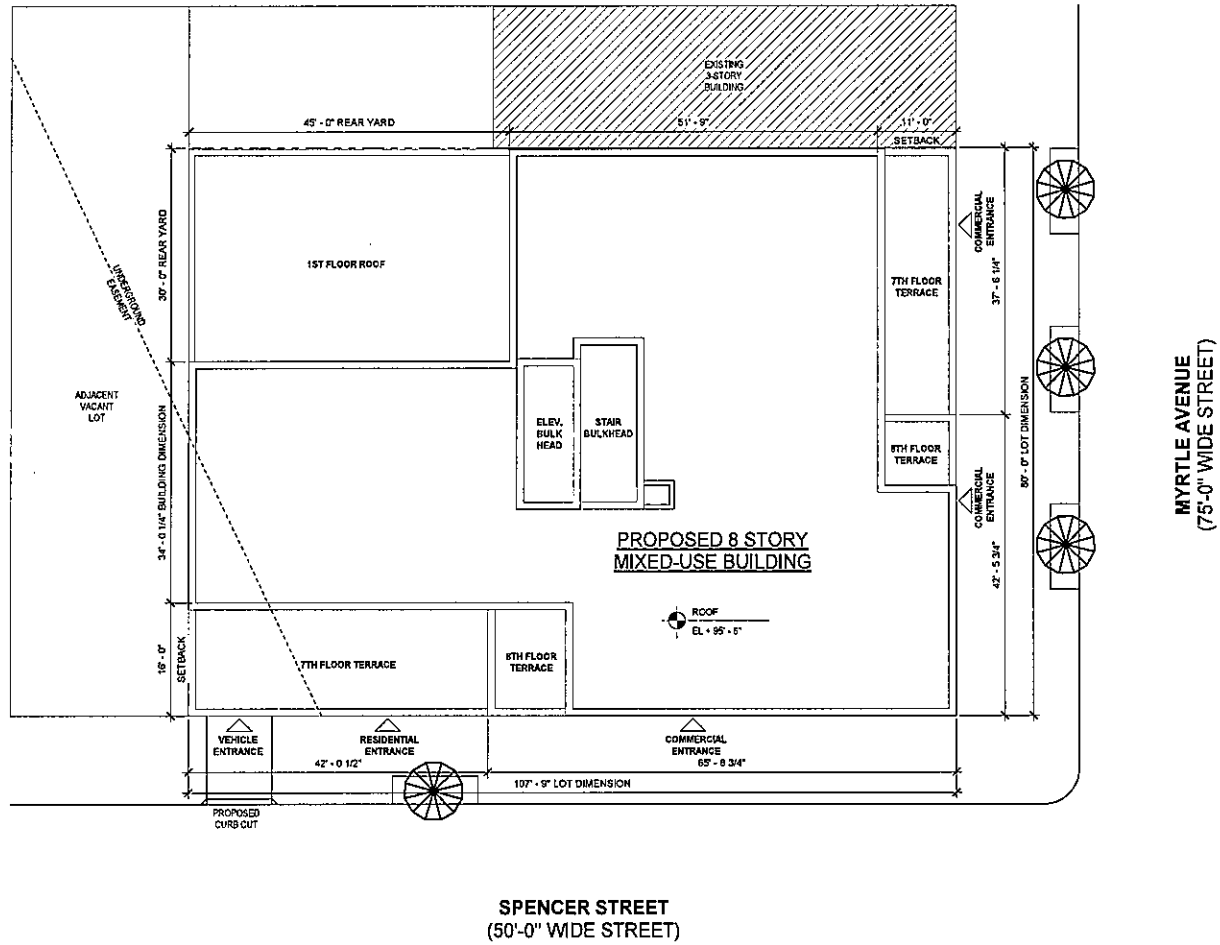 EXISTING
3-STORY
BUILDING
45' - 0" REAR YARD
51' - 9"
11' - 0"
SETBACK
30' - 0" REAR YARD
1ST FLOOR ROOF
UNDERGROUND
EASEMENT
COMMERCIAL
ENTRANCE
7TH FLOOR
TERRACE
37' - 6 1/4"
ADJACENT
VACANT
LOT
ELEV.
BULK
HEAD
STAIR
BULKHEAD
8TH FLOOR
TERRACE
80' - 0" LOT DIMENSION
MYRTLE AVENUE
(75'-0" WIDE STREET)
34' - 0 1/4" BUILDING DIMENSION
COMMERCIAL
ENTRANCE
PROPOSED 8 STORY
MIXED-USE BUILDING
42' - 5 3/4"
ROOF
EL + 95' - 6"
16' - 0"
SETBACK
7TH FLOOR TERRACE
8TH FLOOR
TERRACE
VEHICLE
ENTRANCE
RESIDENTIAL
ENTRANCE
COMMERCIAL
ENTRANCE
42' - 0 1/2"
65' - 8 3/4"
107' - 9" LOT DIMENSION
PROPOSED
CURB CUT
SPENCER STREET
(50'-0" WIDE STREET)